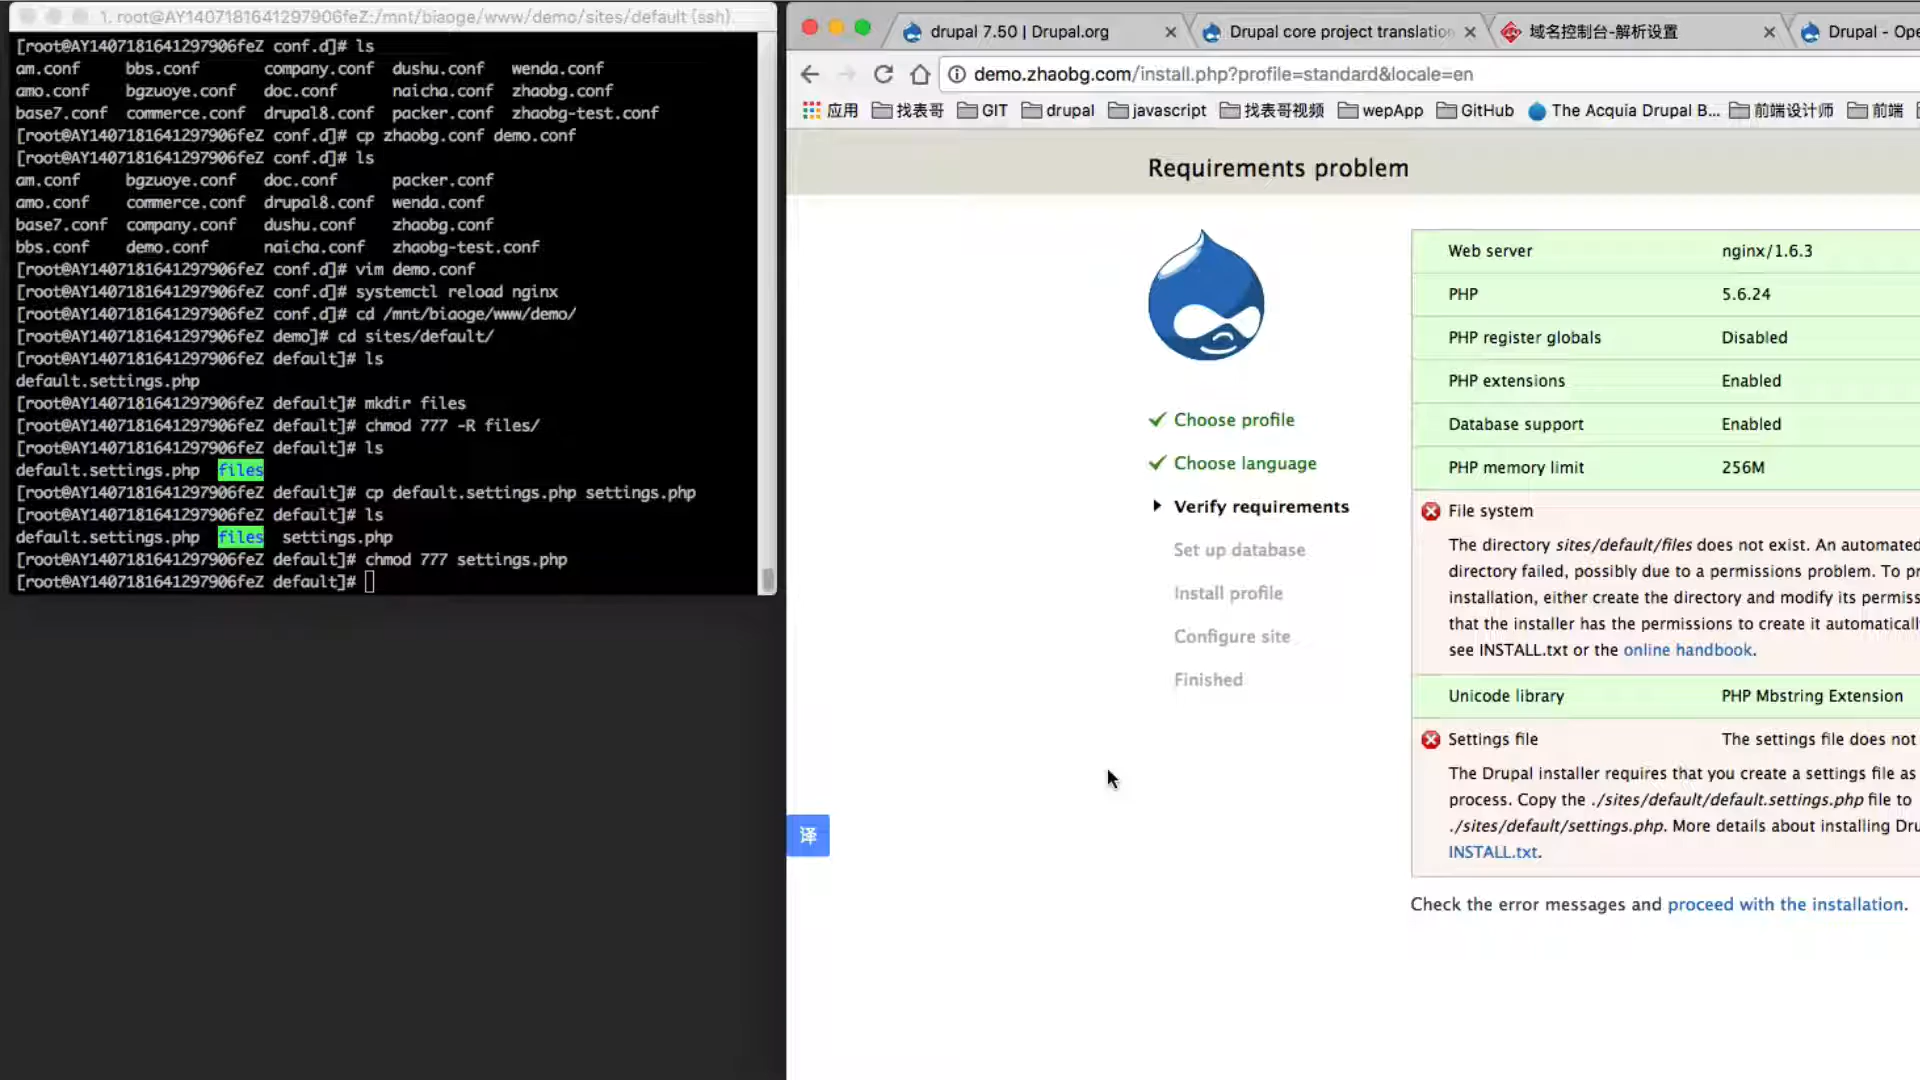 1. root@AY1407181641297906feZ:/mnt/biaoge/www/demo/sites/default (ssh)
[root@AY1407181641297906feZ conf.d]# ls
am.conf bbs.conf company.conf dushu.conf wenda.conf
amo.conf bgzuoye.conf doc.conf naicha.conf zhaobg.conf
base7.conf commerce.conf drupal8.conf packer.conf zhaobg-test.conf
[root@AY1407181641297906feZ conf.d]# cp zhaobg.conf demo.conf
[root@AY1407181641297906feZ conf.d]# ls
am.conf bgzuoye.conf doc.conf packer.conf
amo.conf commerce.conf drupal8.conf wenda.conf
base7.conf company.conf dushu.conf zhaobg.conf
bbs.conf demo.conf naicha.conf zhaobg-test.conf
[root@AY1407181641297906feZ conf.d]# vim demo.conf
[root@AY1407181641297906feZ conf.d]# systemctl reload nginx
[root@AY1407181641297906feZ conf.d]# cd /mnt/biaoge/www/demo/
[root@AY1407181641297906feZ demo]# cd sites/default/
[root@AY1407181641297906feZ default]# ls
default.settings.php
[root@AY1407181641297906feZ default]# mkdir files
[root@AY1407181641297906feZ default]# chmod 777 -R files/
[root@AY1407181641297906feZ default]# ls
default.settings.php files
[root@AY1407181641297906feZ default]# cp default.settings.php settings.php
[root@AY1407181641297906feZ default]# ls
default.settings.php files settings.php
[root@AY1407181641297906feZ default]# chmod 777 settings.php
[root@AY1407181641297906feZ default]#
drupal 7.50 | Drupal.org Drupal core project translation 域名控制台-解析设置 Drupal - Ope
demo.zhaobg.com/install.php?profile=standard&locale=en
应用 找表哥 GIT drupal javascript 找表哥视频 wepApp GitHub The Acquia Drupal B... 前端设计师 前端
Requirements problem
Choose profile
Choose language
Verify requirements
Set up database
Install profile
Configure site
Finished
译
Web server nginx/1.6.3
PHP 5.6.24
PHP register globals Disabled
PHP extensions Enabled
Database support Enabled
PHP memory limit 256M
File system
The directory sites/default/files does not exist. An automated
directory failed, possibly due to a permissions problem. To pr
installation, either create the directory and modify its permiss
that the installer has the permissions to create it automaticall
see INSTALL.txt or the online handbook.
Unicode library PHP Mbstring Extension
Settings file The settings file does not
The Drupal installer requires that you create a settings file as
process. Copy the ./sites/default/default.settings.php file to
./sites/default/settings.php. More details about installing Dru
INSTALL.txt.
Check the error messages and proceed with the installation.